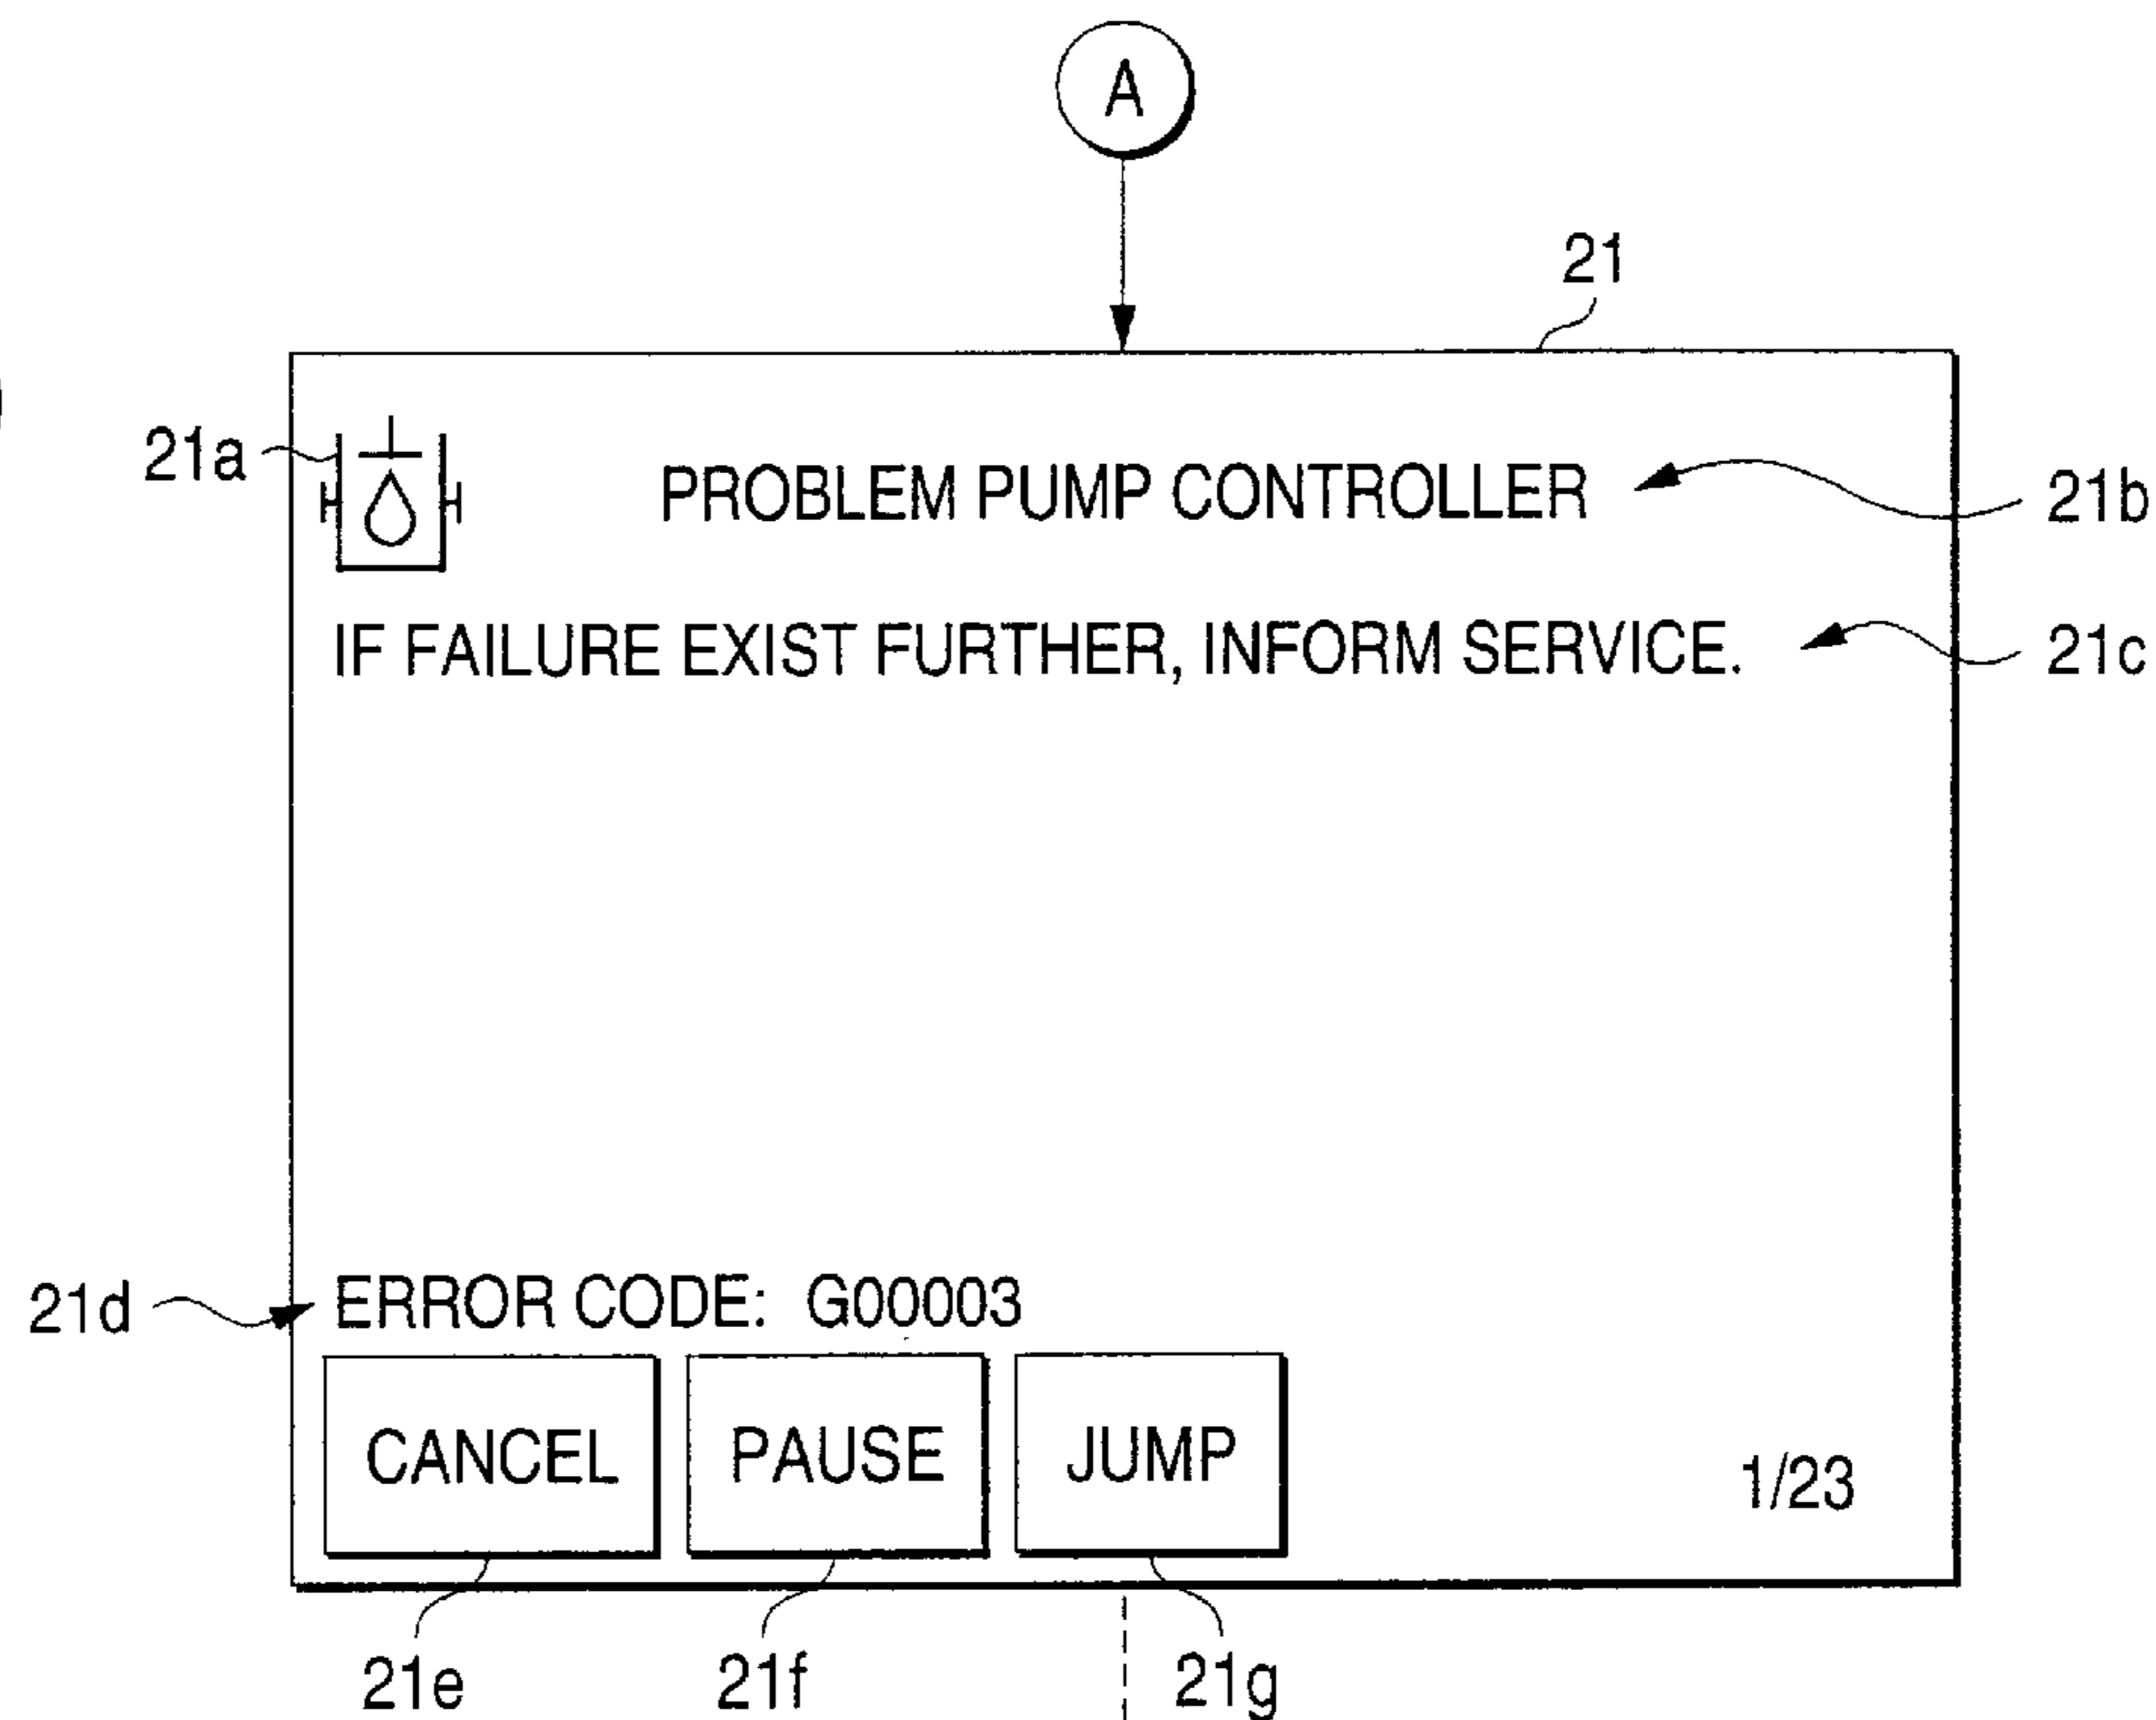 A
21
21a
PROBLEM PUMP CONTROLLER
21b
IF FAILURE EXIST FURTHER, INFORM SERVICE.
21c
21d
ERROR CODE: G00003
CANCEL PAUSE JUMP
1/23
21e 21f 21g